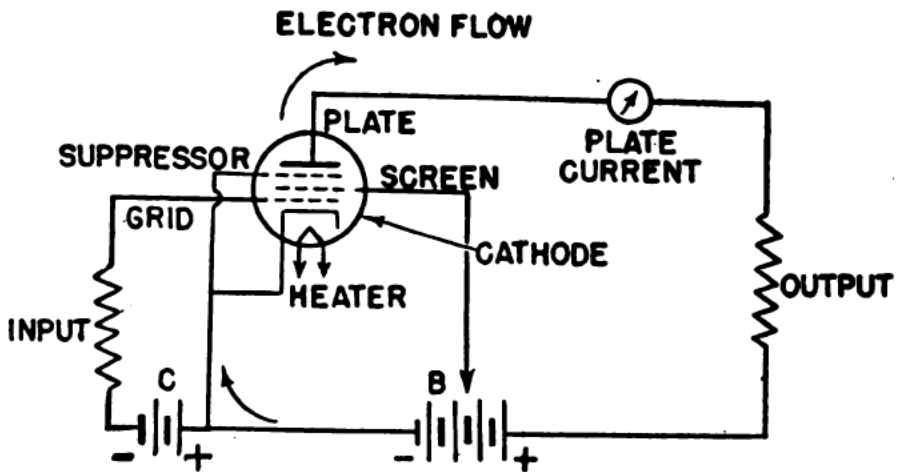 ELECTRON FLOW
PLATE
PLATE
CURRENT
SUPPRESSOR
SCREEN
GRID
CATHODE
HEATER
OUTPUT
INPUT
C
B
- +
- +